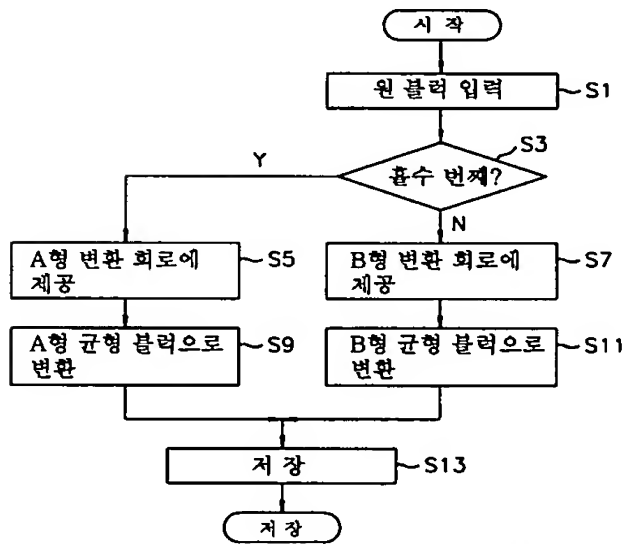 시 작
원 블럭 입력
S1
S3
홀수 번째?
Y
N
A형 변환 회로에
제공
S5
B형 변환 회로에
제공
S7
A형 균형 블럭으로
변환
S9
B형 균형 블럭으로
변환
S11
저 장
S13
저장